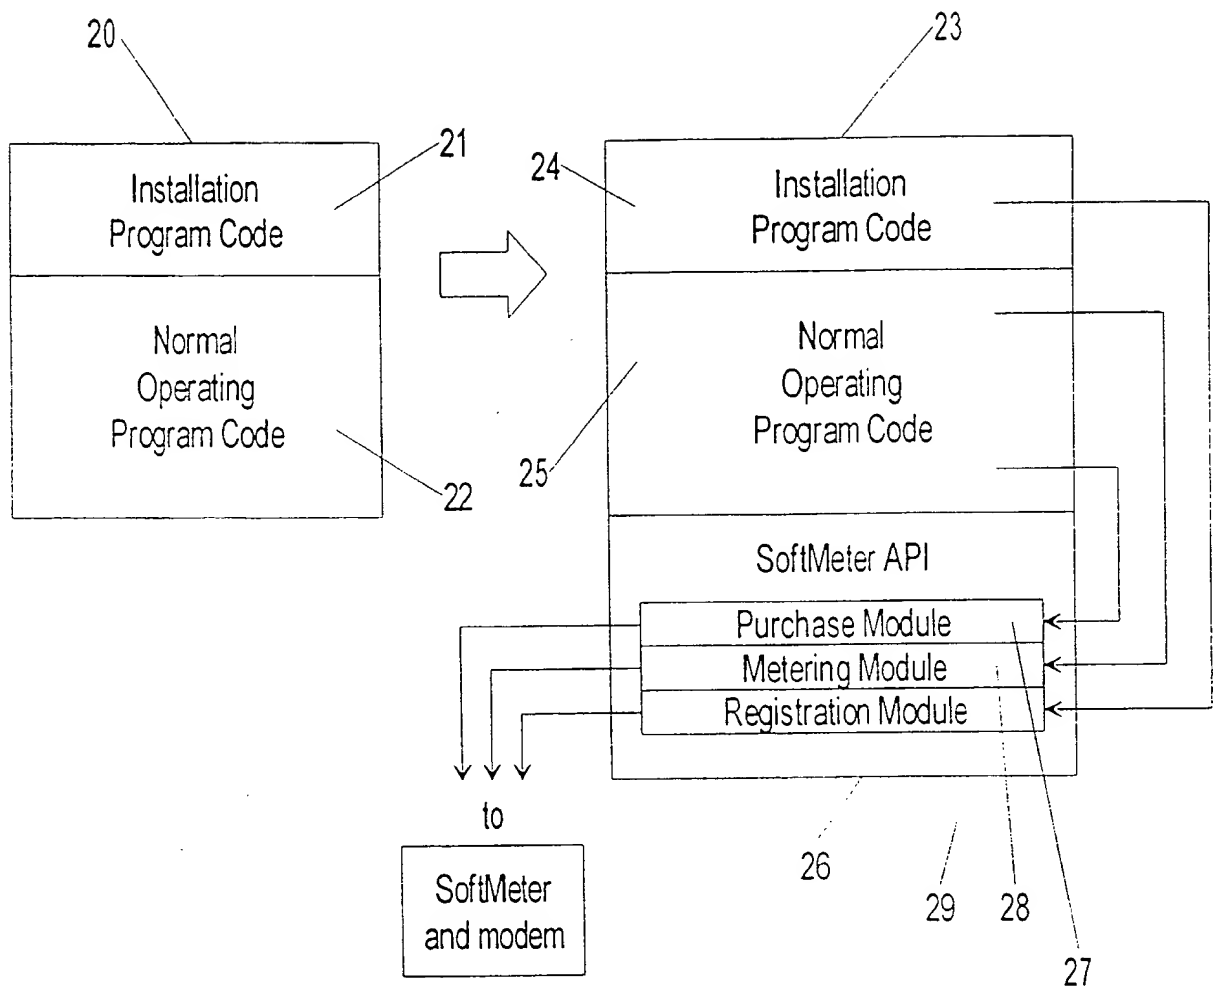 20
23
21
24
Installation
Program Code
Installation
Program Code
Normal
Operating
Program Code
Normal
Operating
Program Code
22
25
SoftMeter API
Purchase Module
Metering Module
Registration Module
to
SoftMeter
and modem
26
29
28
27